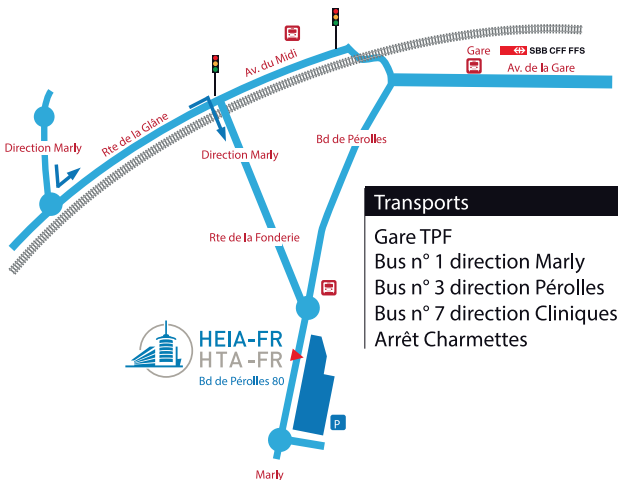 Gare SBB CFF FFS
Av. de la Gare
Av. du Midi
Rte de la Glâne
Direction Marly
Direction Marly
Bd de Pérolles
Rte de la Fonderie
Transports
Gare TPF
Bus n° 1 direction Marly
Bus n° 3 direction Pérolles
Bus n° 7 direction Cliniques
Arrêt Charmettes
HEIA-FR
HTA-FR
Bd de Pérolles 80
P
Marly